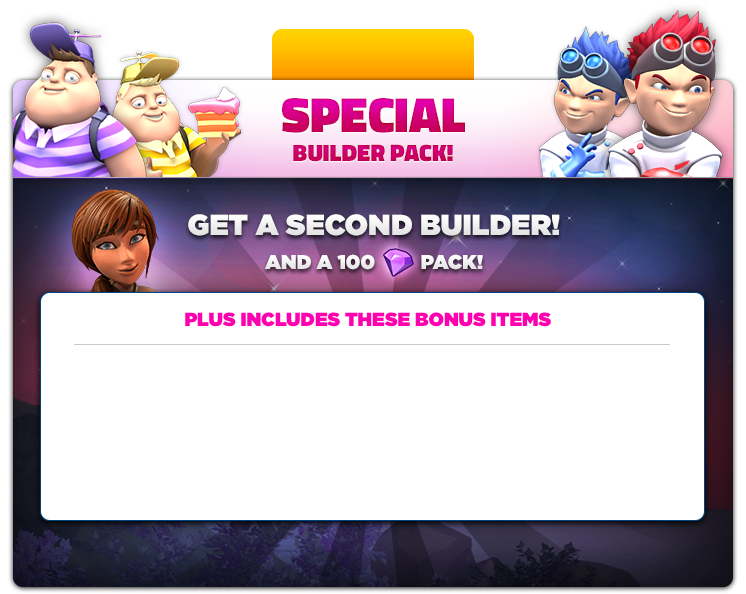 SPECIAL
BUILDER PACK!
GET A SECOND BUILDER!
AND A 100 PACK!
PLUS INCLUDES THESE BONUS ITEMS